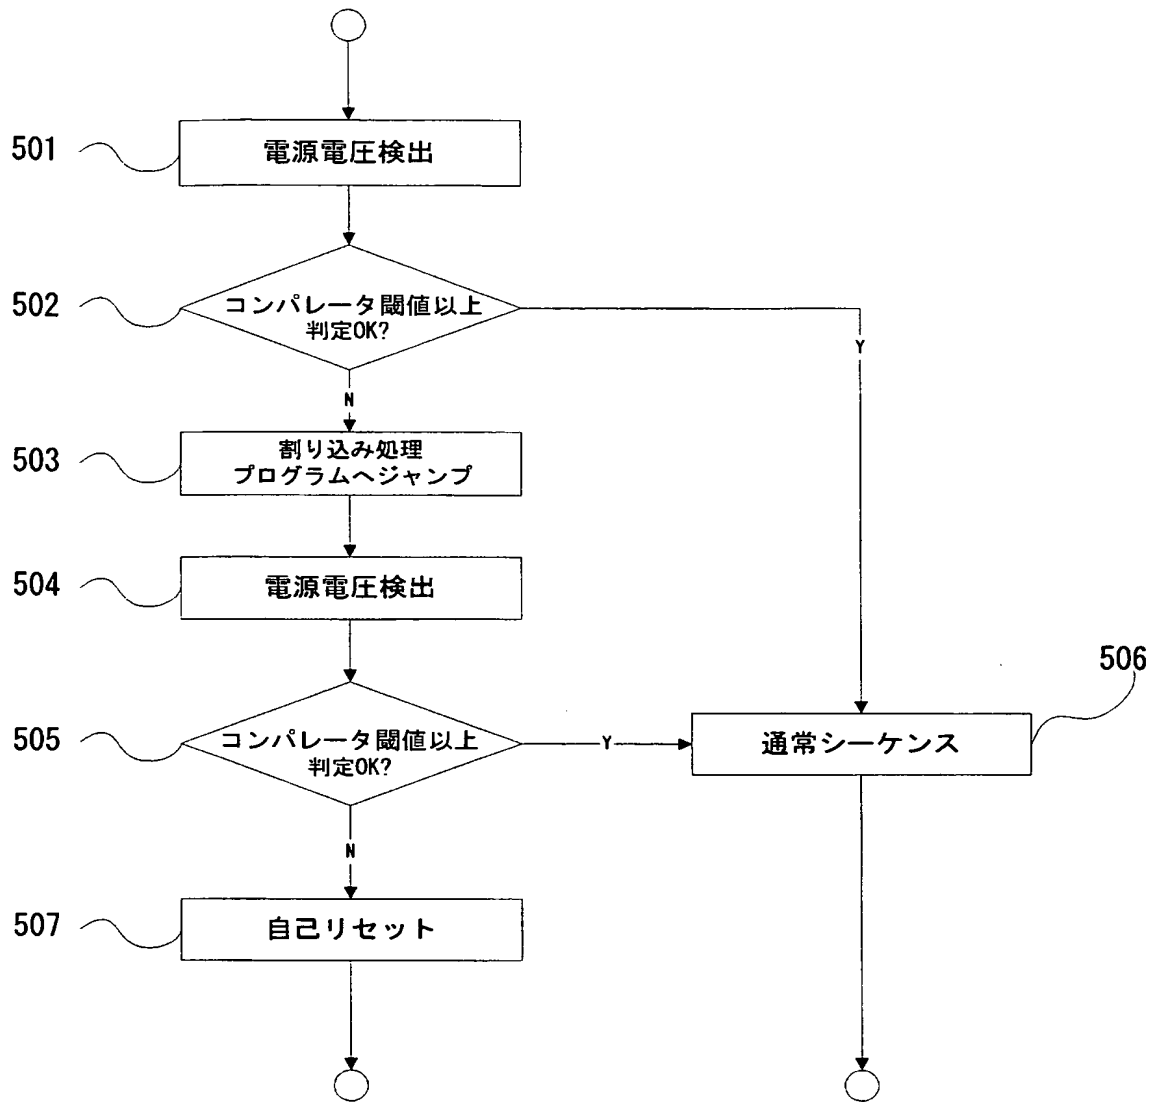 501
電源電圧検出
502
コンパレータ閾値以上
判定OK?
Y
N
503
割り込み処理
プログラムへジャンプ
504
電源電圧検出
506
505
コンパレータ閾値以上
判定OK?
Y
通常シーケンス
N
507
自己リセット